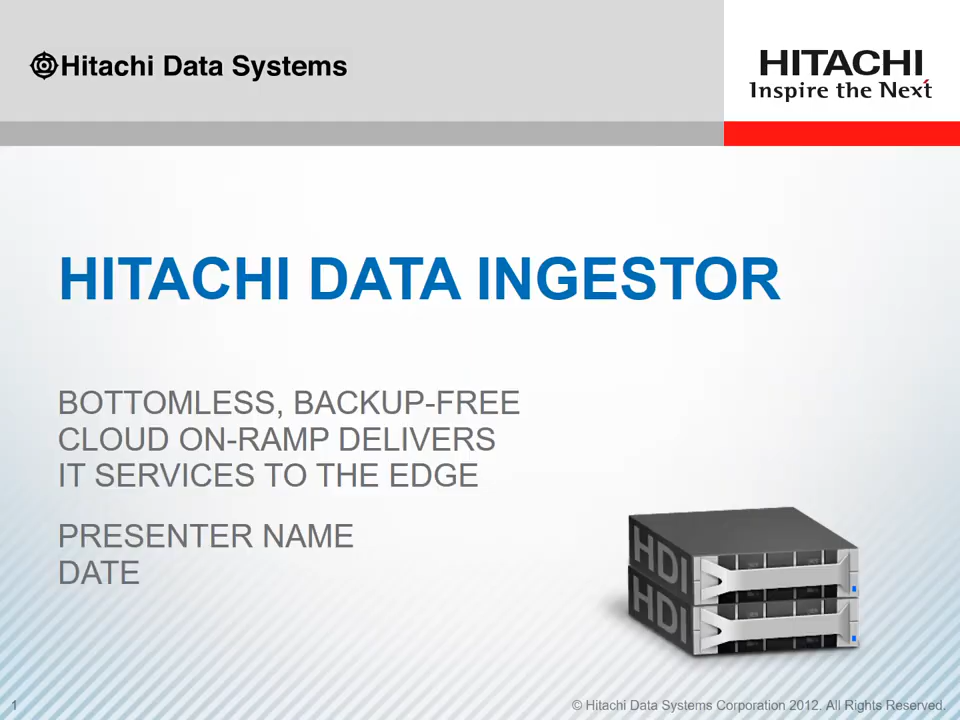 Hitachi Data Systems
HITACHI
Inspire the Next
HITACHI DATA INGESTOR
BOTTOMLESS, BACKUP-FREE
CLOUD ON-RAMP DELIVERS
IT SERVICES TO THE EDGE
PRESENTER NAME
DATE
HDI
HDI
1
© Hitachi Data Systems Corporation 2012. All Rights Reserved.